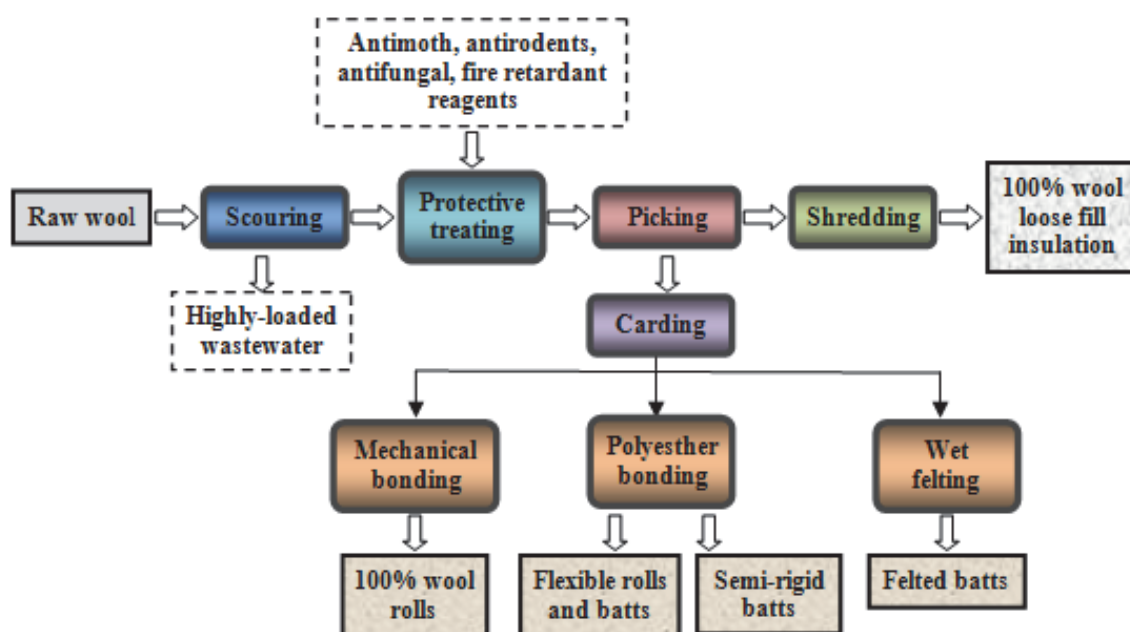 Antimoth, antirodents,
antifungal, fire retardant
reagents
Raw wool
Scouring
Protective
treating
Picking
Shredding
100% wool
loose fill
insulation
Highly-loaded
wastewater
Carding
Mechanical
bonding
Polyesther
bonding
Wet
felting
100% wool
rolls
Flexible rolls
and batts
Semi-rigid
batts
Felted batts